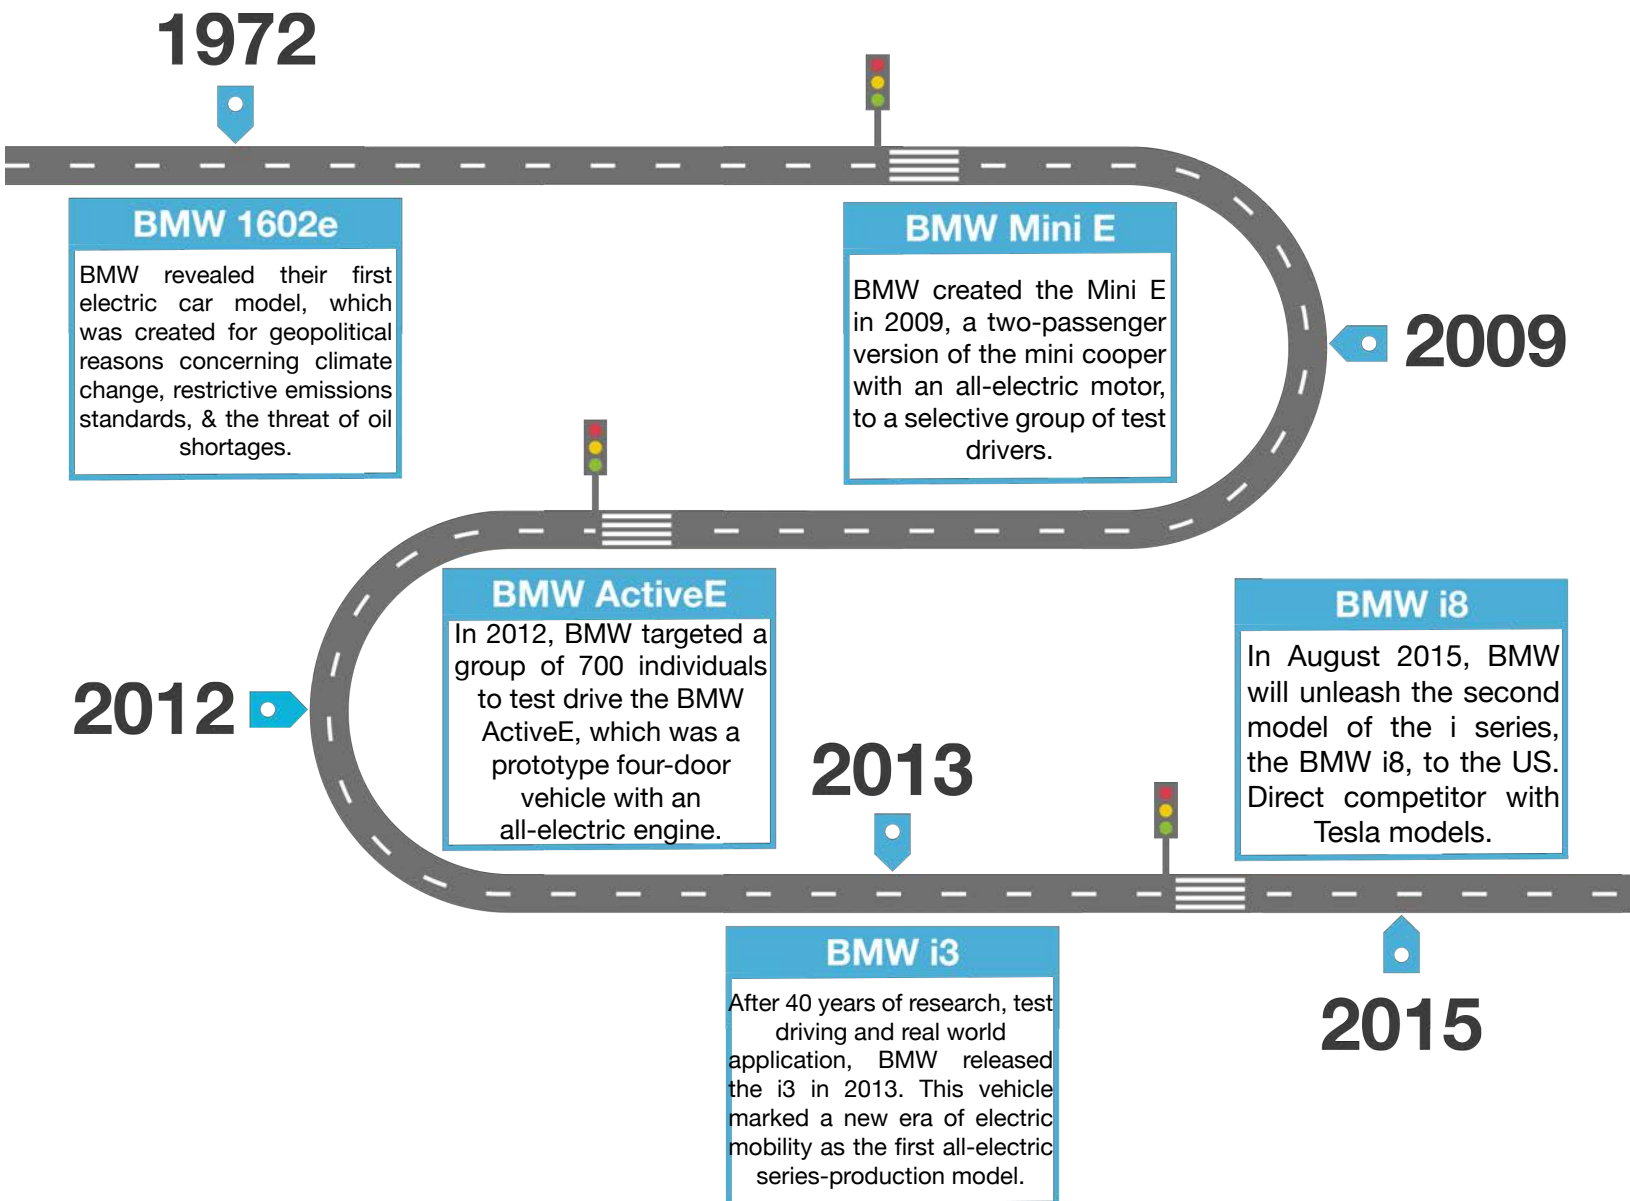 1972
BMW 1602e
BMW revealed their first
electric car model, which
was created for geopolitical
reasons concerning climate
change, restrictive emissions
standards, & the threat of oil
shortages.
BMW Mini E
BMW created the Mini E
in 2009, a two-passenger
version of the mini cooper
with an all-electric motor,
to a selective group of test
drivers.
2009
BMW ActiveE
In 2012, BMW targeted a
group of 700 individuals
to test drive the BMW
ActiveE, which was a
prototype four-door
vehicle with an
all-electric engine.
2012
2013
BMW i3
After 40 years of research, test
driving and real world
application, BMW released
the i3 in 2013. This vehicle
marked a new era of electric
mobility as the first all-electric
series-production model.
BMW i8
In August 2015, BMW
will unleash the second
model of the i series,
the BMW i8, to the US.
Direct competitor with
Tesla models.
2015